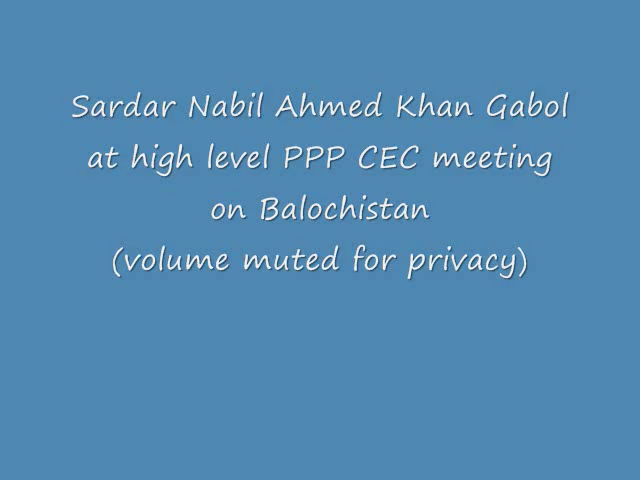 Sardar Nabil Ahmed Khan Gabol
at high level PPP CEC meeting
on Balochistan
(volume muted for privacy)